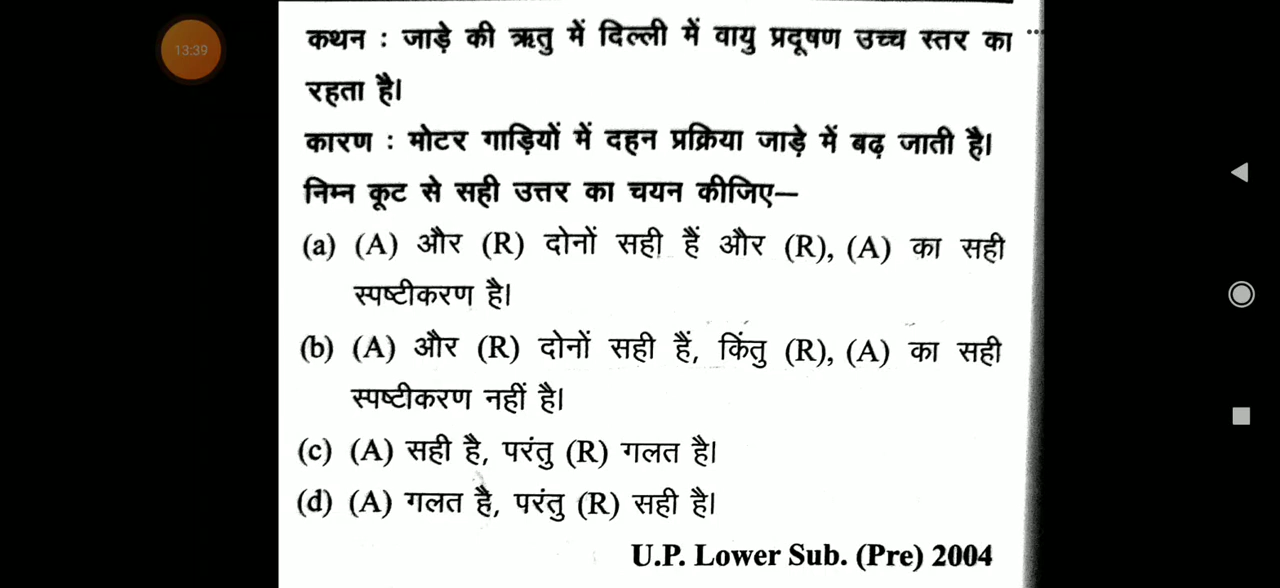 13:39
कथन : जाड़े की ऋतु में दिल्ली में वायु प्रदूषण उच्च स्तर का
रहता है।
कारण : मोटर गाड़ियों में दहन प्रक्रिया जाड़े में बढ़ जाती है।
निम्न कूट से सही उत्तर का चयन कीजिए–
(a) (A) और (R) दोनों सही हैं और (R), (A) का सही
स्पष्टीकरण है।
(b) (A) और (R) दोनों सही हैं, किंतु (R), (A) का सही
स्पष्टीकरण नहीं है।
(c) (A) सही है, परंतु (R) गलत है।
(d) (A) गलत है, परंतु (R) सही है।
U.P. Lower Sub. (Pre) 2004